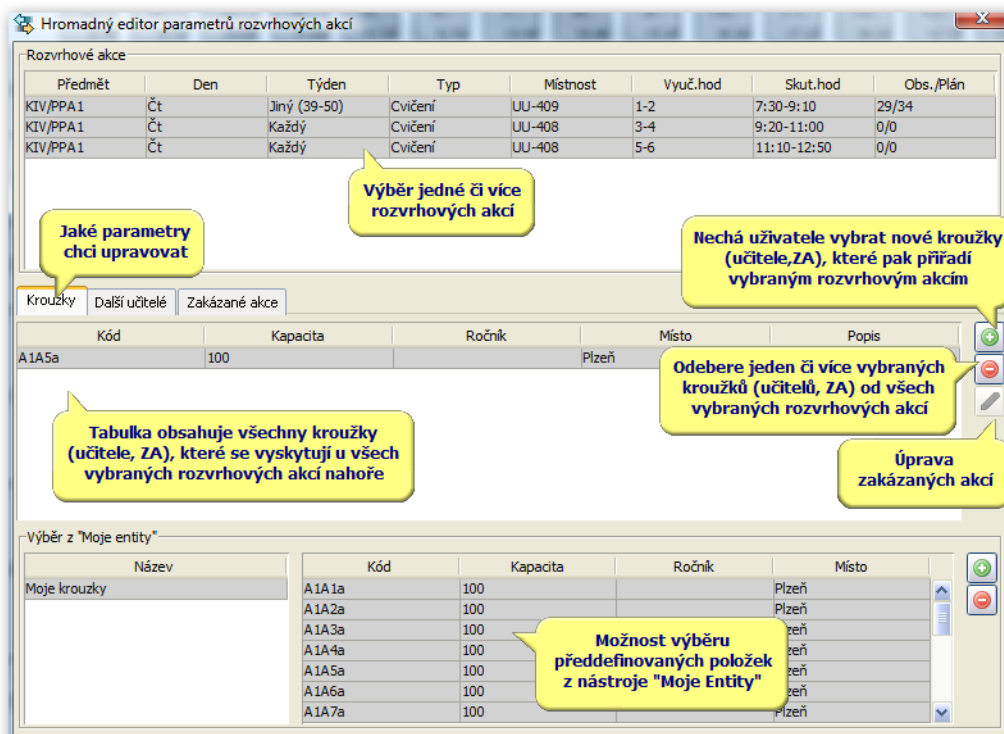 Hromadný editor parametrů rozvrhových akcí
Rozvrhové akce
Předmět Den Týden Typ Místnost Vyuč.hod Skut.hod Obs./Plán
KIV/PPA1 Čt Jiný (39-50) Cvičení UU-409 1-2 7:30-9:10 29/34
KIV/PPA1 Čt Každý Cvičení UU-408 3-4 9:20-11:00 0/0
KIV/PPA1 Čt Každý Cvičení UU-408 5-6 11:10-12:50 0/0
Výběr jedné či více
rozvrhových akcí
Jaké parametry
chci upravovat
Nechá uživatele vybrat nové kroužky
(učitele,ZA), které pak přiřadí
vybraným rozvrhovým akcím
Kroužky Další učitelé Zakázané akce
Kód Kapacita Ročník Místo Popis
A1A5a 100 Plzeň
Odebere jeden či více vybraných
kroužků (učitelů, ZA) od všech
vybraných rozvrhových akcí
Tabulka obsahuje všechny kroužky
(učitele, ZA), které se vyskytují u všech
vybraných rozvrhových akcí nahoře
Úprava
zakázaných akcí
Výběr z "Moje entity"
Název
Moje krouzky
Kód Kapacita Ročník Místo
A1A1a 100 Plzeň
A1A2a 100 Plzeň
A1A3a 100 zeň
A1A4a 100 zeň
A1A5a 100 zeň
A1A6a 100 zeň
A1A7a 100 Plzeň
Možnost výběru
předdefinovaných položek
z nástroje "Moje Entity"